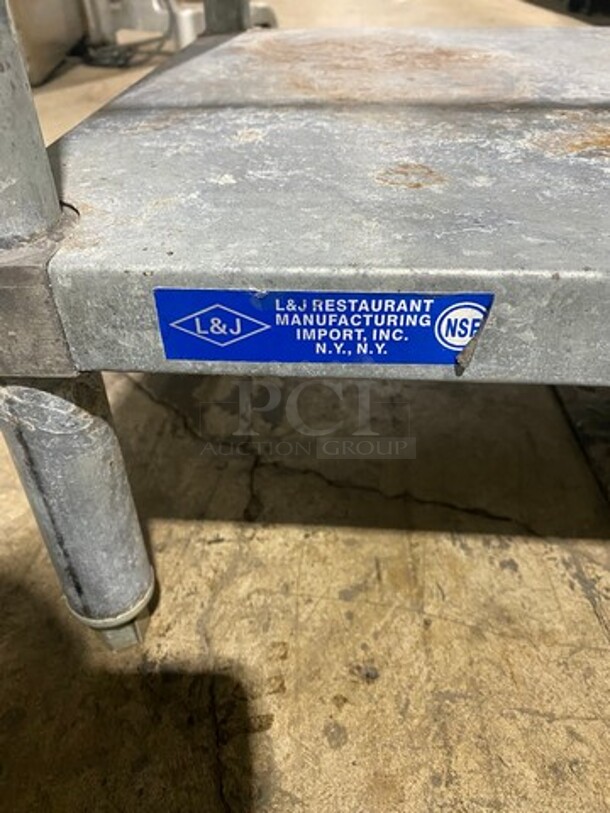 L&J
L&J RESTAURANT
MANUFACTURING
IMPORT, INC.
N.Y., N.Y.
NSF
PCI
AUCTION GROUP